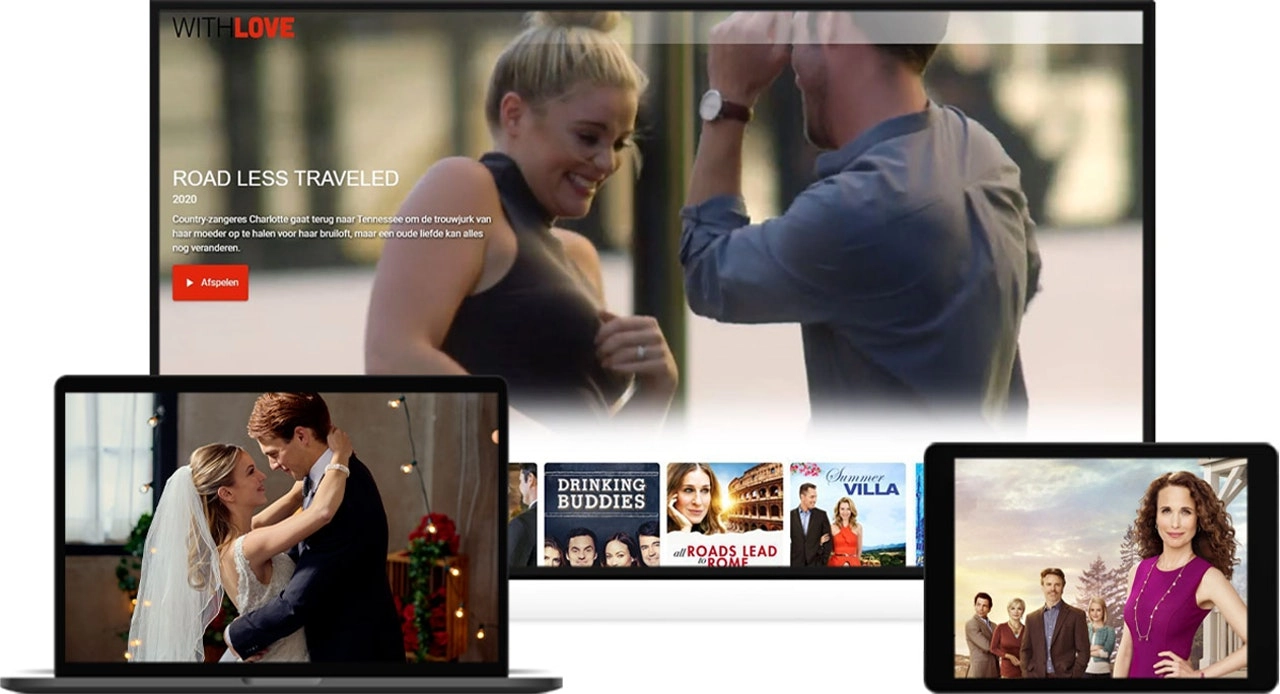 WITHLOVE
ROAD LESS TRAVELED
2020
Country-zangeres Charlotte gaat terug naar Tennessee om de trouwjurk van
haar moeder op te halen voor haar bruiloft, maar een oude liefde kan alles
nog veranderen.
Afspelen
DRINKING
BUDDIES
all ROADS LEAD
to ROME
Summer
VILLA